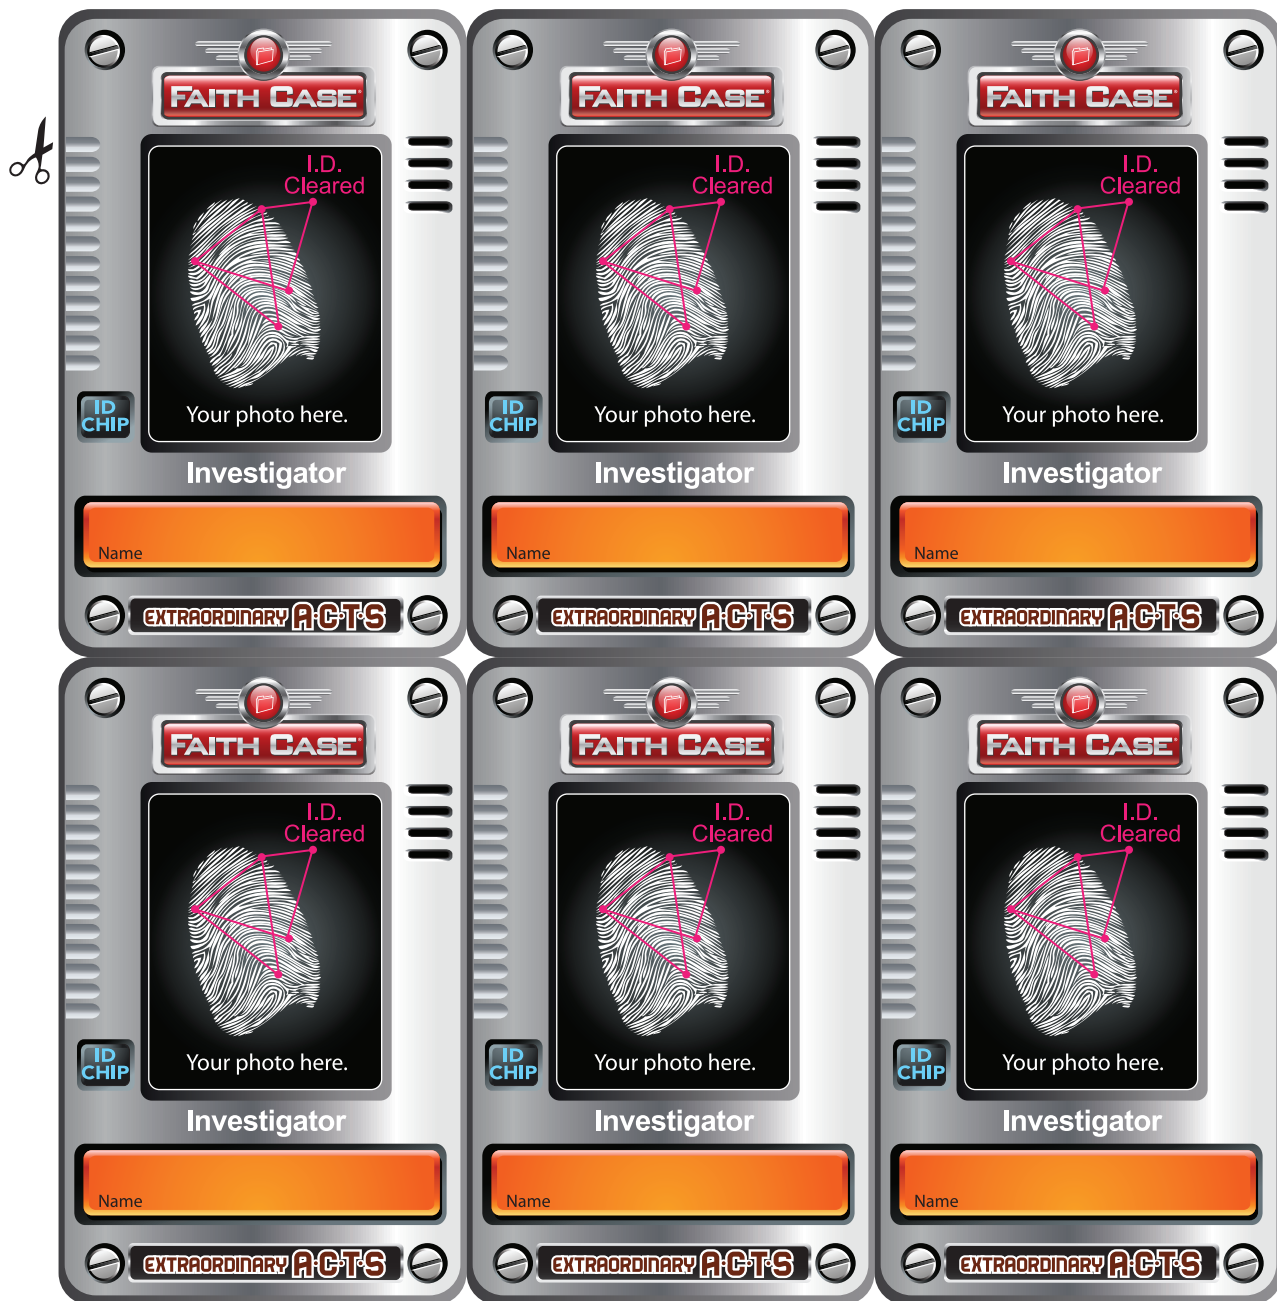 FAITH CASE®
I.D.
Cleared
Your photo here.
ID
CHIP
Investigator
Name
EXTRAORDINARY A·C·T·S
FAITH CASE®
I.D.
Cleared
Your photo here.
ID
CHIP
Investigator
Name
EXTRAORDINARY A·C·T·S
FAITH CASE®
I.D.
Cleared
Your photo here.
ID
CHIP
Investigator
Name
EXTRAORDINARY A·C·T·S
FAITH CASE®
I.D.
Cleared
Your photo here.
ID
CHIP
Investigator
Name
EXTRAORDINARY A·C·T·S
FAITH CASE®
I.D.
Cleared
Your photo here.
ID
CHIP
Investigator
Name
EXTRAORDINARY A·C·T·S
FAITH CASE®
I.D.
Cleared
Your photo here.
ID
CHIP
Investigator
Name
EXTRAORDINARY A·C·T·S